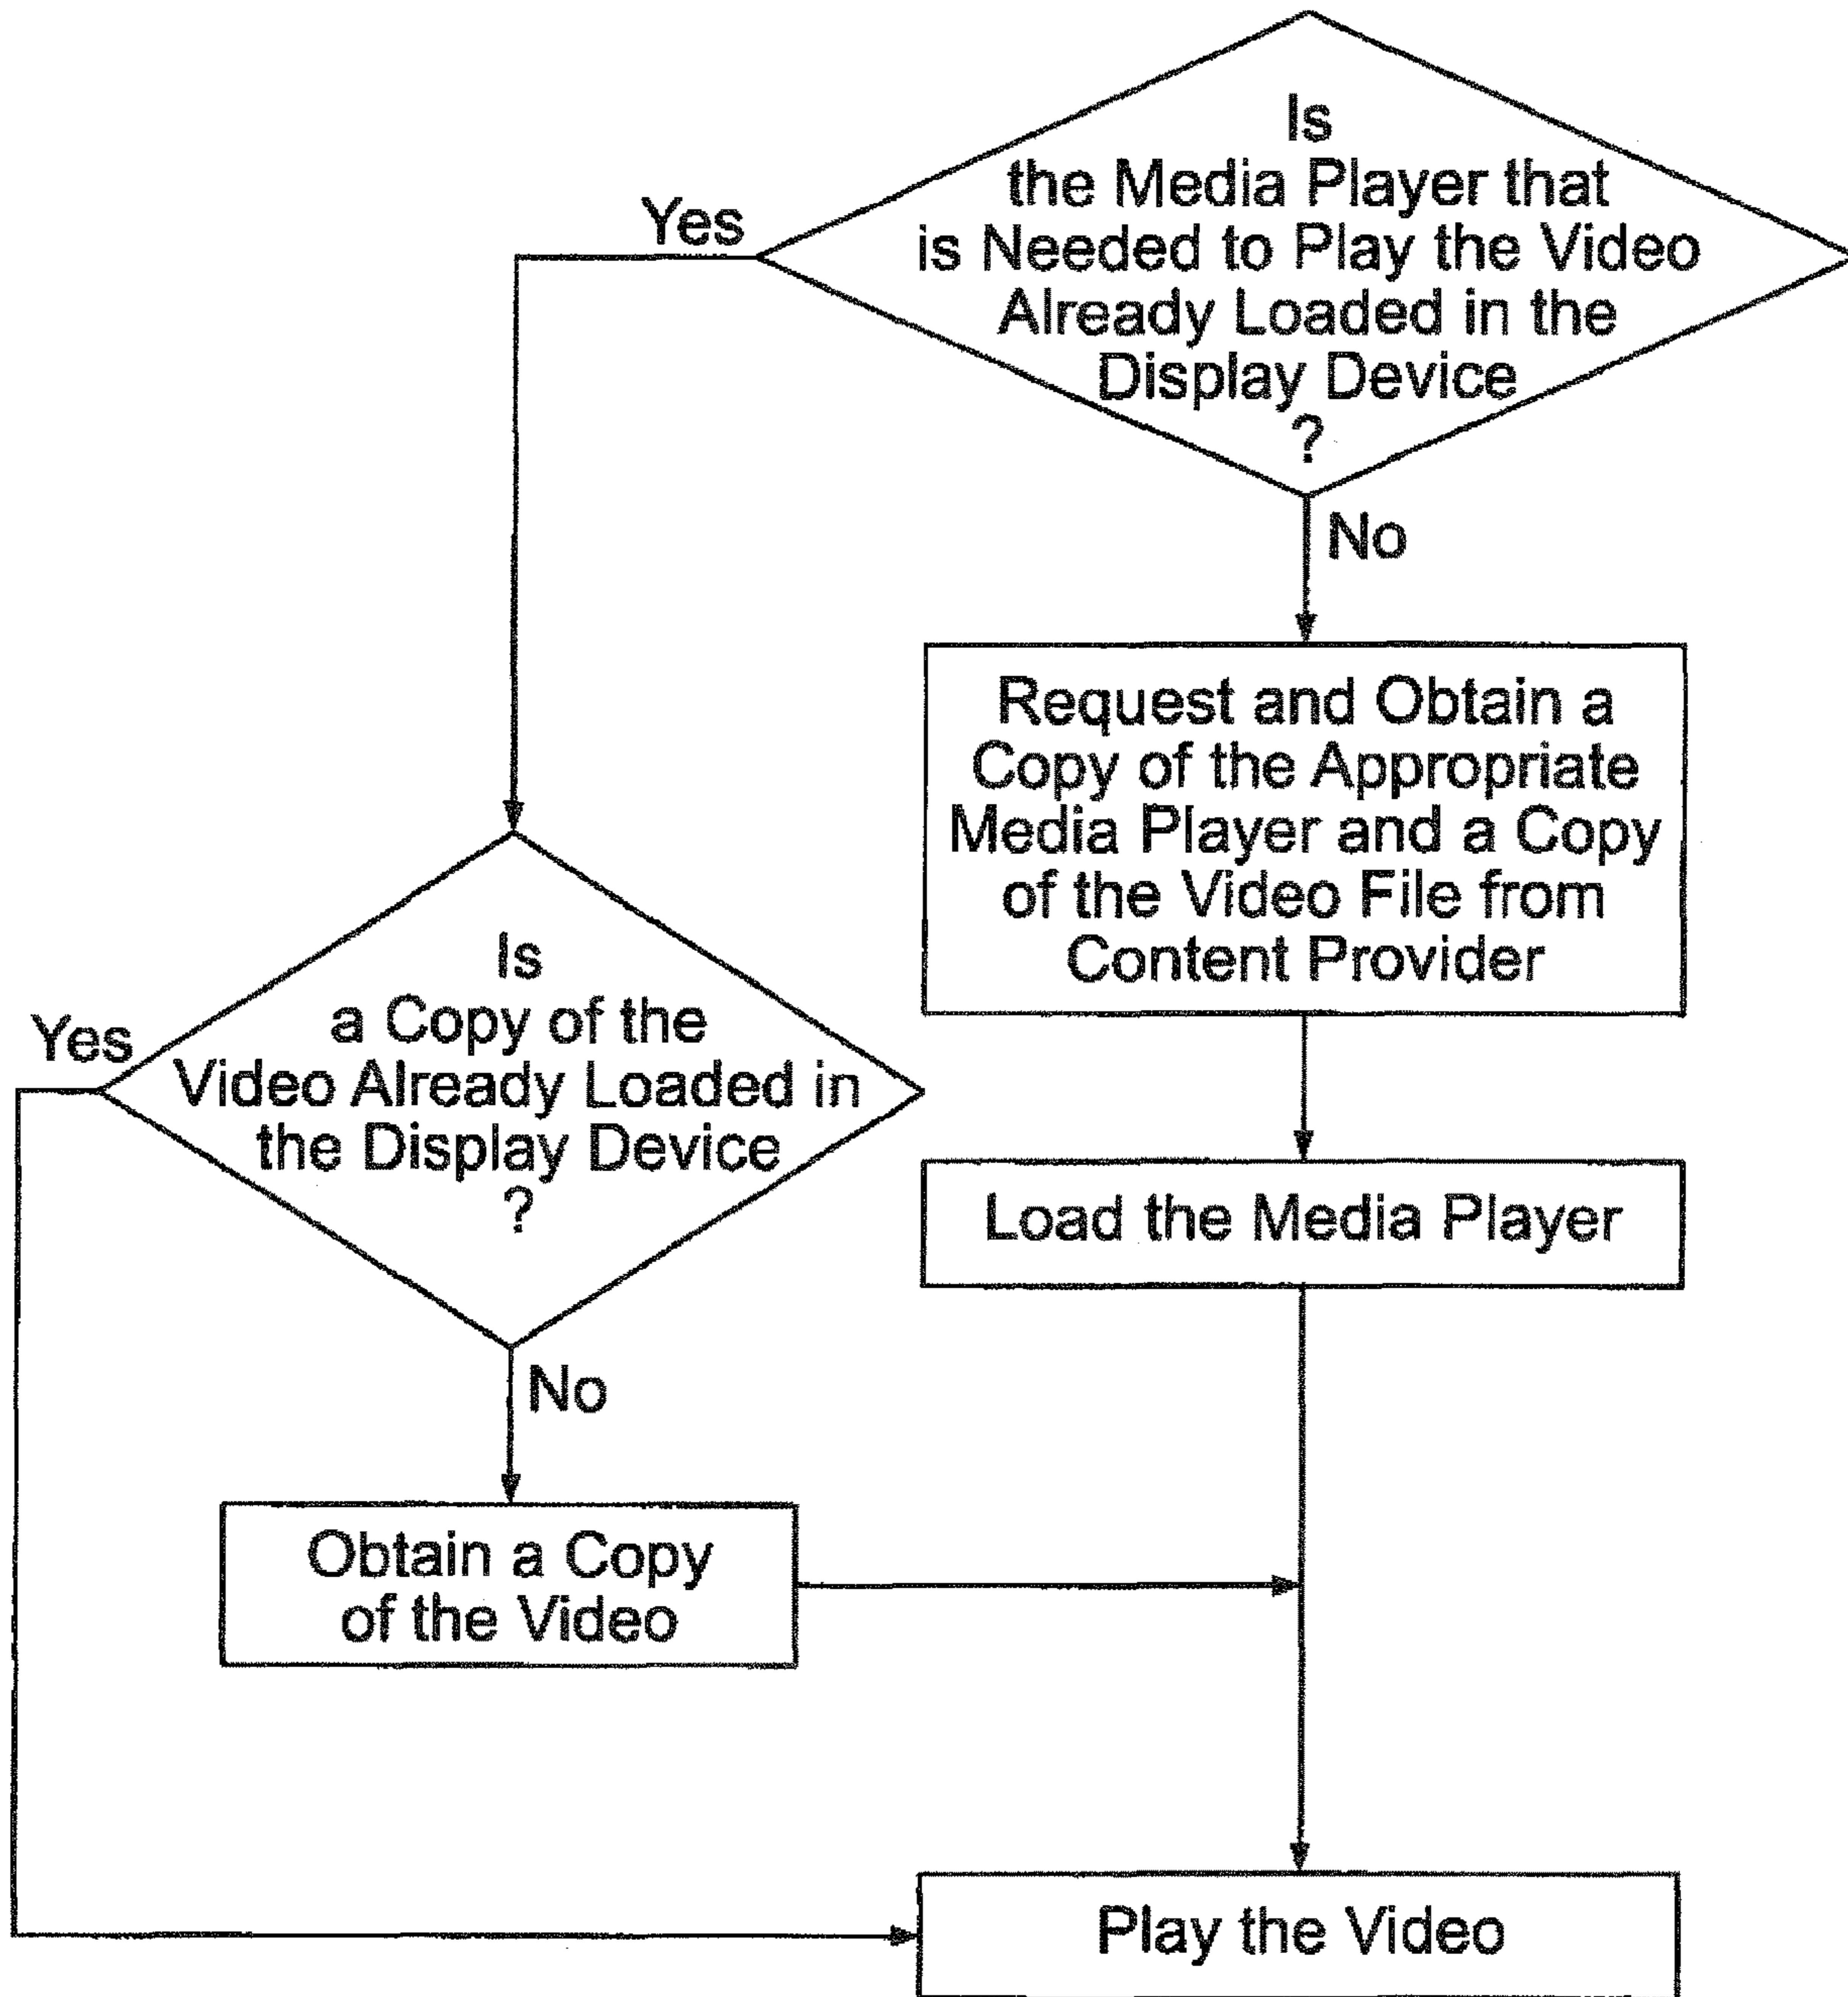 Is
the Media Player that
is Needed to Play the Video
Already Loaded in the
Display Device
?
Yes
No
Request and Obtain a
Copy of the Appropriate
Media Player and a Copy
of the Video File from
Content Provider
Is
a Copy of the
Video Already Loaded in
the Display Device
?
Yes
No
Load the Media Player
Obtain a Copy
of the Video
Play the Video